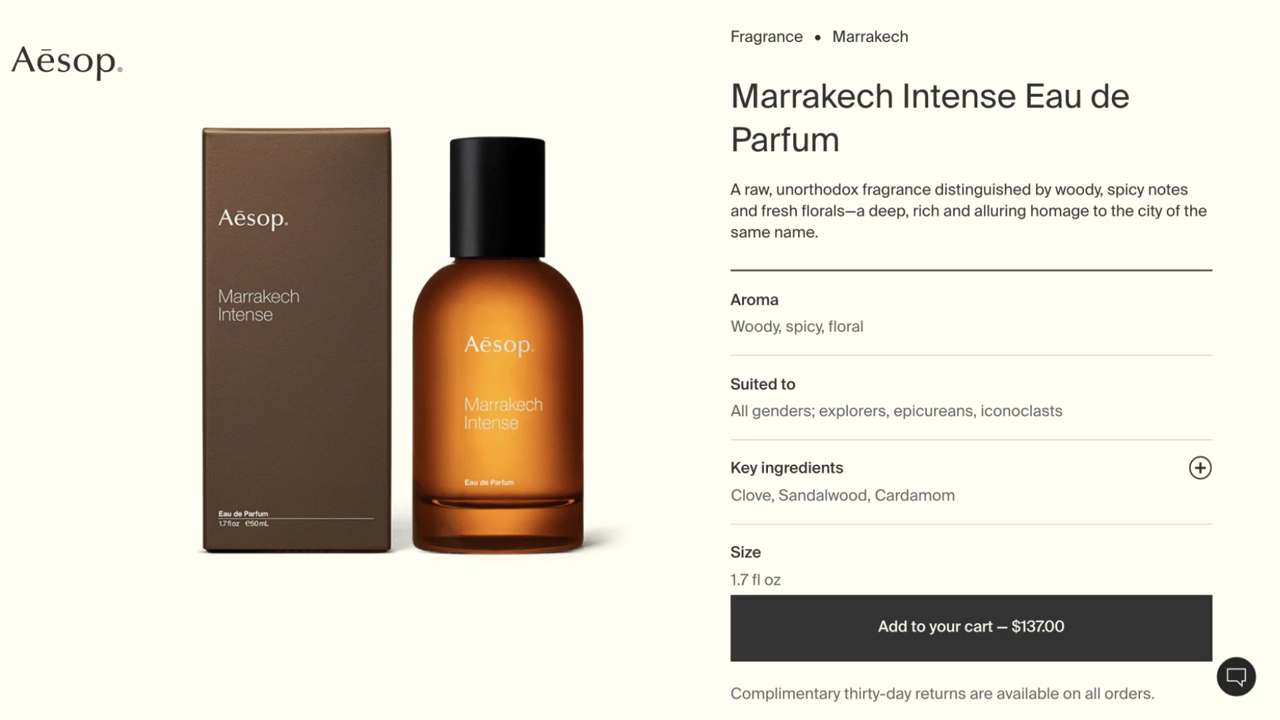 Aēsop.
Aēsop.
Marrakech
Intense
Eau de Parfum
1.7 fl oz ℮50 mL
Aēsop.
Marrakech
Intense
Eau de Parfum
Fragrance • Marrakech
Marrakech Intense Eau de
Parfum
A raw, unorthodox fragrance distinguished by woody, spicy notes
and fresh florals—a deep, rich and alluring homage to the city of the
same name.
Aroma
Woody, spicy, floral
Suited to
All genders; explorers, epicureans, iconoclasts
Key ingredients
Clove, Sandalwood, Cardamom
Size
1.7 fl oz
Add to your cart — $137.00
Complimentary thirty-day returns are available on all orders.